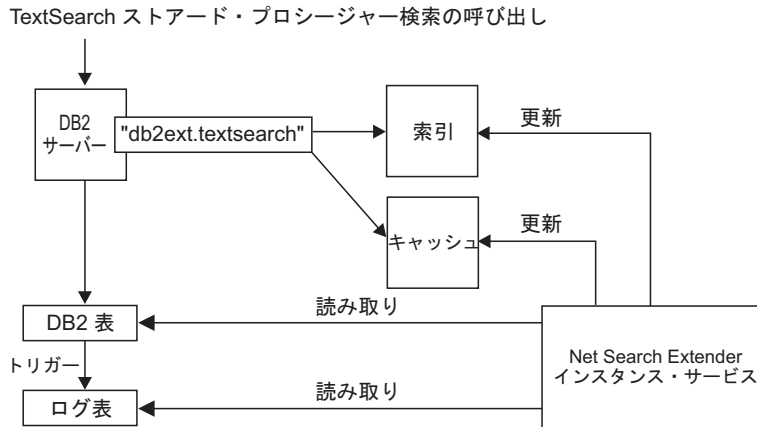 TextSearch ストアード・プロシージャー検索の呼び出し
DB2
サーバー
"db2ext.textsearch"
索引
更新
キャッシュ
更新
DB2 表
読み取り
トリガー
Net Search Extender
インスタンス・サービス
ログ表
読み取り